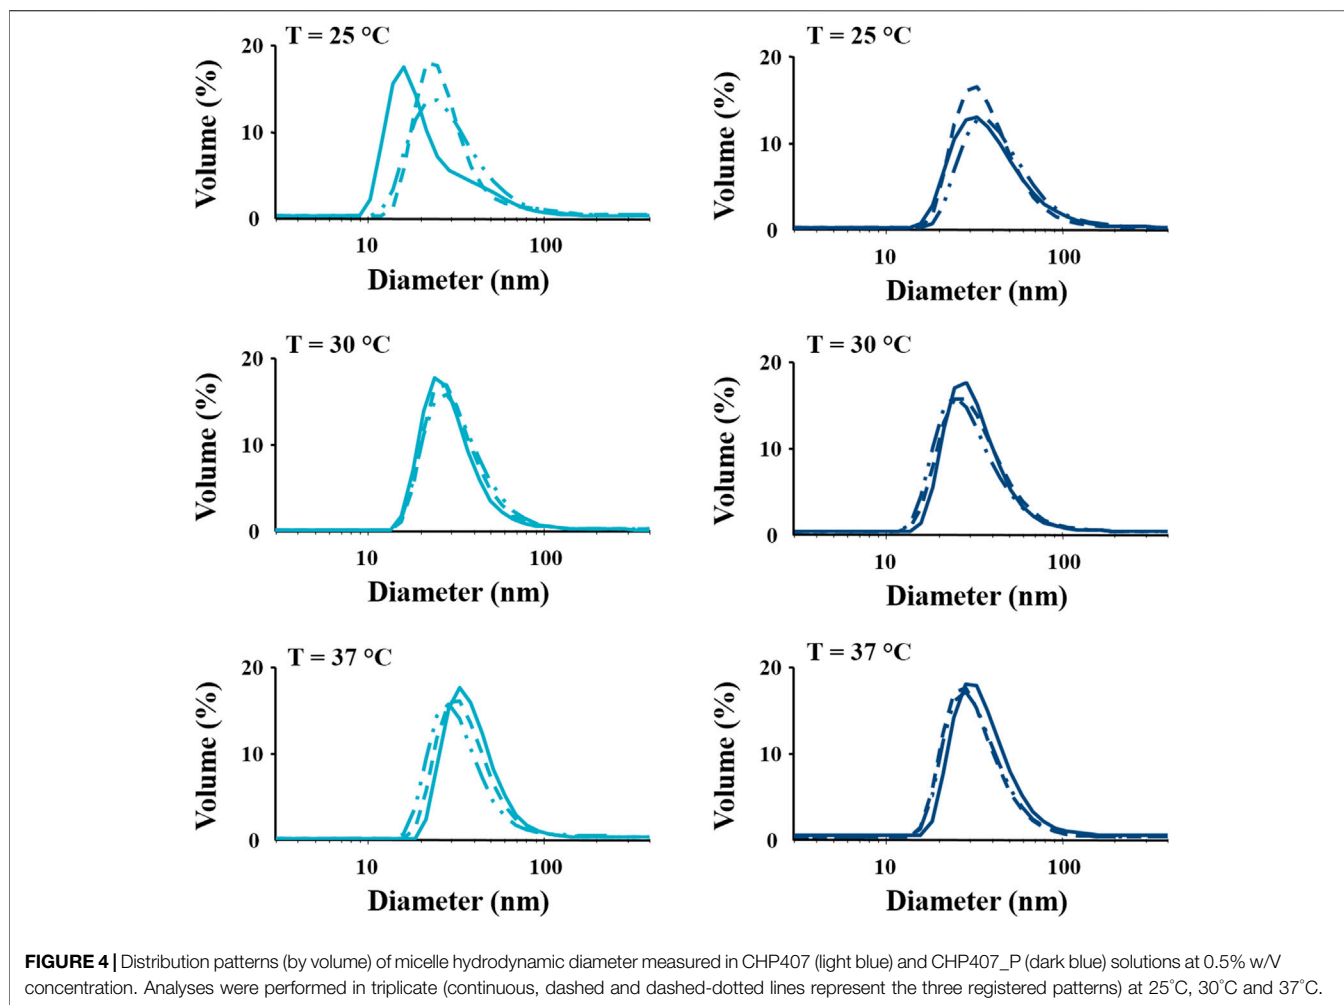 T = 25 °C
20
10
0
Volume (%)
10
100
Diameter (nm)
T = 25 °C
20
10
0
Volume (%)
10
100
Diameter (nm)
T = 30 °C
20
10
0
Volume (%)
10
100
Diameter (nm)
T = 30 °C
20
10
0
Volume (%)
10
100
Diameter (nm)
T = 37 °C
20
10
0
Volume (%)
10
100
Diameter (nm)
T = 37 °C
20
10
0
Volume (%)
10
100
Diameter (nm)
FIGURE 4 | Distribution patterns (by volume) of micelle hydrodynamic diameter measured in CHP407 (light blue) and CHP407_P (dark blue) solutions at 0.5% w/V
concentration. Analyses were performed in triplicate (continuous, dashed and dashed-dotted lines represent the three registered patterns) at 25°C, 30°C and 37°C.